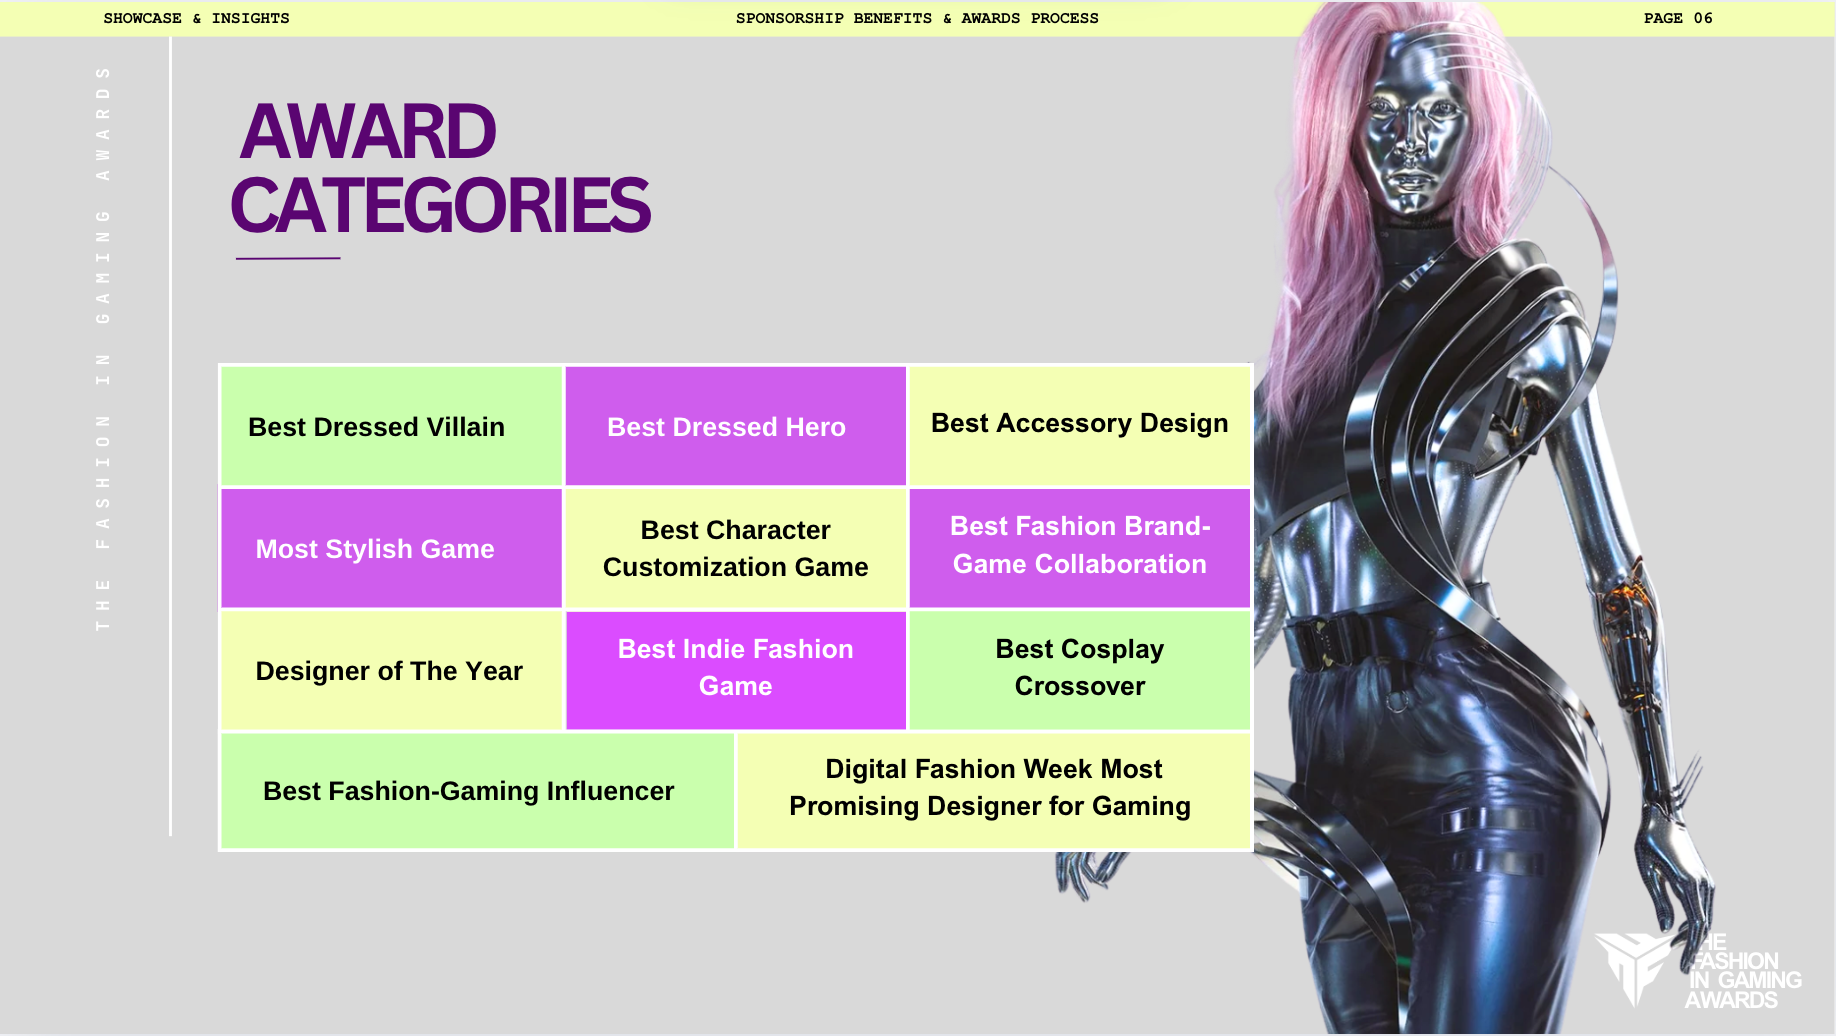 SHOWCASE & INSIGHTS
SPONSORSHIP BENEFITS & AWARDS PROCESS
PAGE 06
THE FASHION IN GAMING AWARDS
AWARD
CATEGORIES
Best Dressed Villain
Best Dressed Hero
Best Accessory Design
Most Stylish Game
Best Character
Customization Game
Best Fashion Brand-
Game Collaboration
Designer of The Year
Best Indie Fashion
Game
Best Cosplay
Crossover
Best Fashion-Gaming Influencer
Digital Fashion Week Most
Promising Designer for Gaming
THE
FASHION
IN GAMING
AWARDS